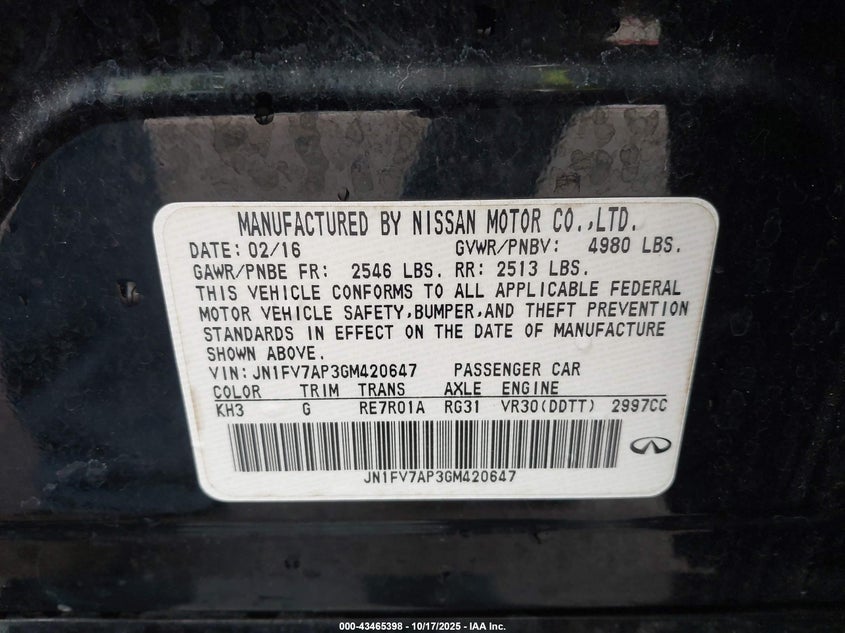 MANUFACTURED BY NISSAN MOTOR CO.,LTD.
DATE: 02/16 GVWR/PNBV: 4980 LBS.
GAWR/PNBE FR: 2546 LBS. RR: 2513 LBS.
THIS VEHICLE CONFORMS TO ALL APPLICABLE FEDERAL
MOTOR VEHICLE SAFETY,BUMPER,AND THEFT PREVENTION
STANDARDS IN EFFECT ON THE DATE OF MANUFACTURE
SHOWN ABOVE.
VIN:JN1FV7AP3GM420647 PASSENGER CAR
COLOR TRIM TRANS AXLE ENGINE
KH3 G RE7R01A RG31 VR30(DDTT) 2997CC
JN1FV7AP3GM420647
000-43465398 - 10/17/2025 - IAA Inc.